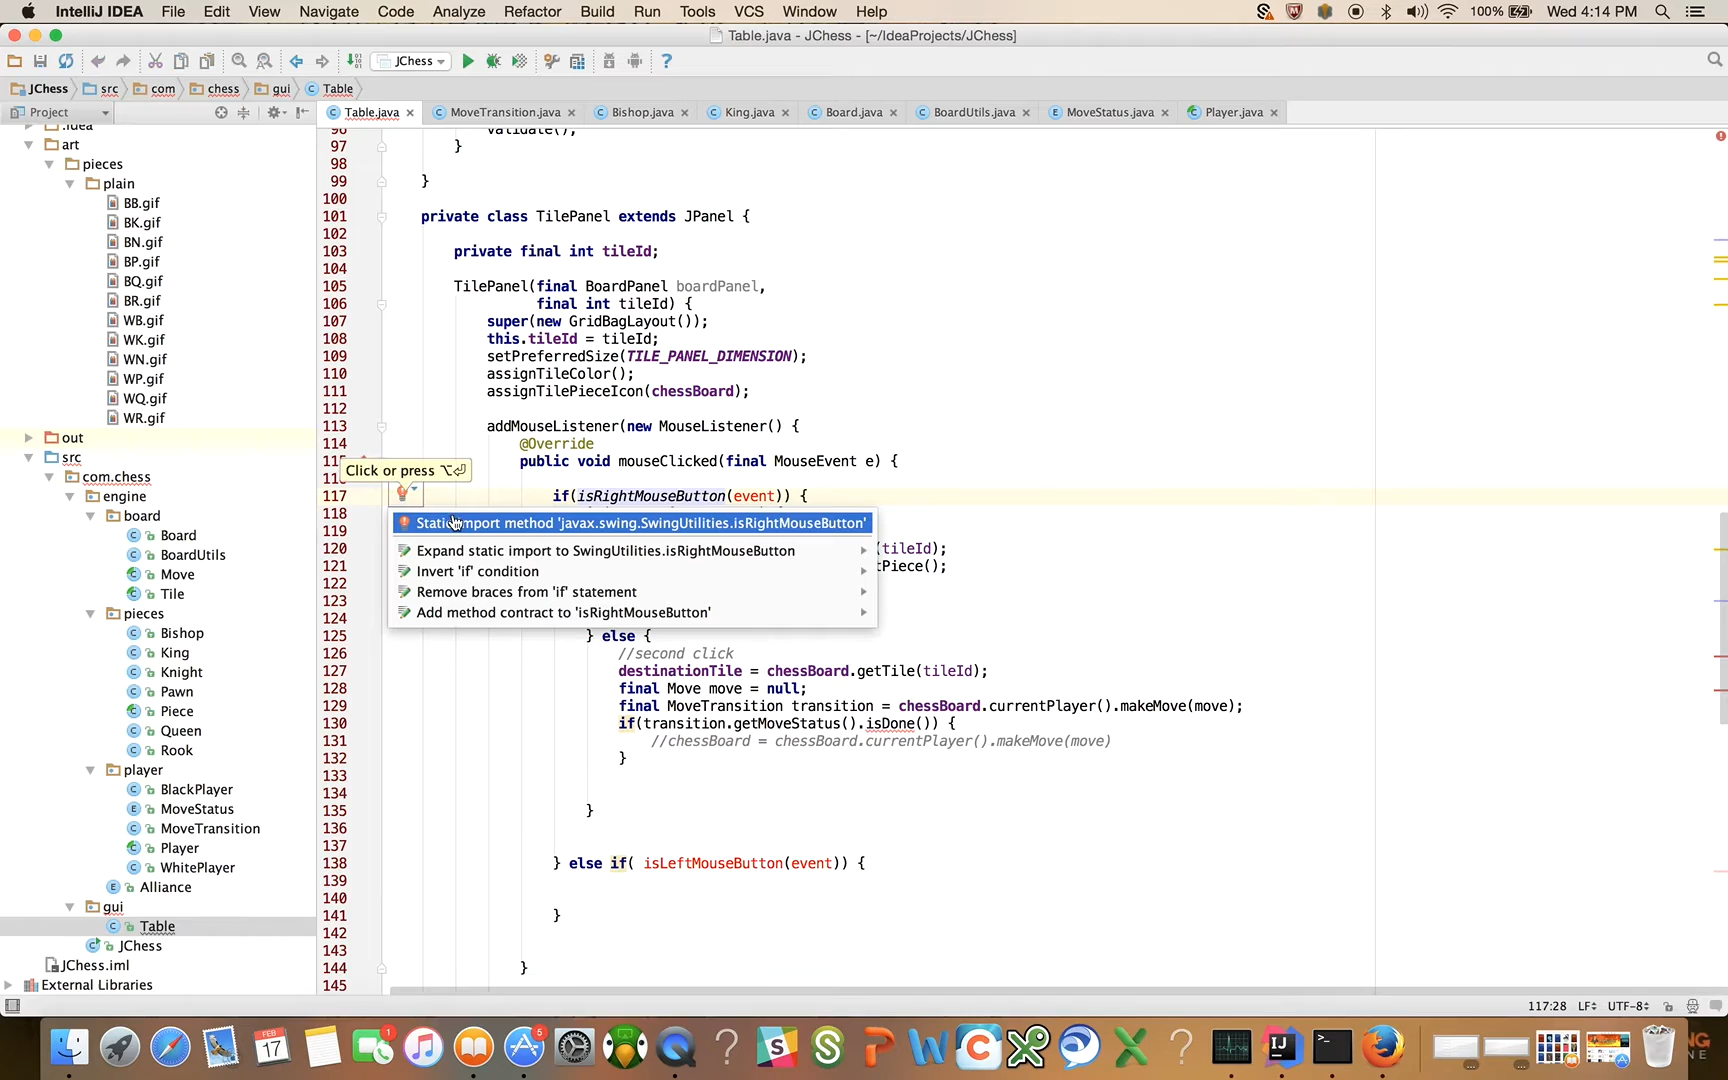 IntelliJ IDEA File Edit View Navigate Code Analyze Refactor Build Run Tools VCS Window Help 100% Wed 4:14 PM
Table.java - JChess - [~/IdeaProjects/JChess]
JChess
JChess src com chess gui Table
Project
Table.java MoveTransition.java Bishop.java King.java Board.java BoardUtils.java MoveStatus.java Player.java
.idea
art
pieces
plain
BB.gif
BK.gif
BN.gif
BP.gif
BQ.gif
BR.gif
WB.gif
WK.gif
WN.gif
WP.gif
WQ.gif
WR.gif
out
src
com.chess
engine
board
Board
BoardUtils
Move
Tile
pieces
Bishop
King
Knight
Pawn
Piece
Queen
Rook
player
BlackPlayer
MoveStatus
MoveTransition
Player
WhitePlayer
Alliance
gui
Table
JChess
JChess.iml
External Libraries
96 validate();
97 }
98
99 }
100
101 private class TilePanel extends JPanel {
102
103 private final int tileId;
104
105 TilePanel(final BoardPanel boardPanel,
106 final int tileId) {
107 super(new GridBagLayout());
108 this.tileId = tileId;
109 setPreferredSize(TILE_PANEL_DIMENSION);
110 assignTileColor();
111 assignTilePieceIcon(chessBoard);
112
113 addMouseListener(new MouseListener() {
114 @Override
115 public void mouseClicked(final MouseEvent e) {
Click or press ⌥⏎
117 if(isRightMouseButton(event)) {
118
Static import method 'javax.swing.SwingUtilities.isRightMouseButton'
119
Expand static import to SwingUtilities.isRightMouseButton
Invert 'if' condition
Remove braces from 'if' statement
Add method contract to 'isRightMouseButton'
120 (tileId);
121 tPiece();
122
123
124
125 } else {
126 //second click
127 destinationTile = chessBoard.getTile(tileId);
128 final Move move = null;
129 final MoveTransition transition = chessBoard.currentPlayer().makeMove(move);
130 if(transition.getMoveStatus().isDone()) {
131 //chessBoard = chessBoard.currentPlayer().makeMove(move)
132 }
133
134
135 }
136
137
138 } else if( isLeftMouseButton(event)) {
139
140
141 }
142
143
144 }
145
117:28 LF UTF-8
FEB 17 1 5